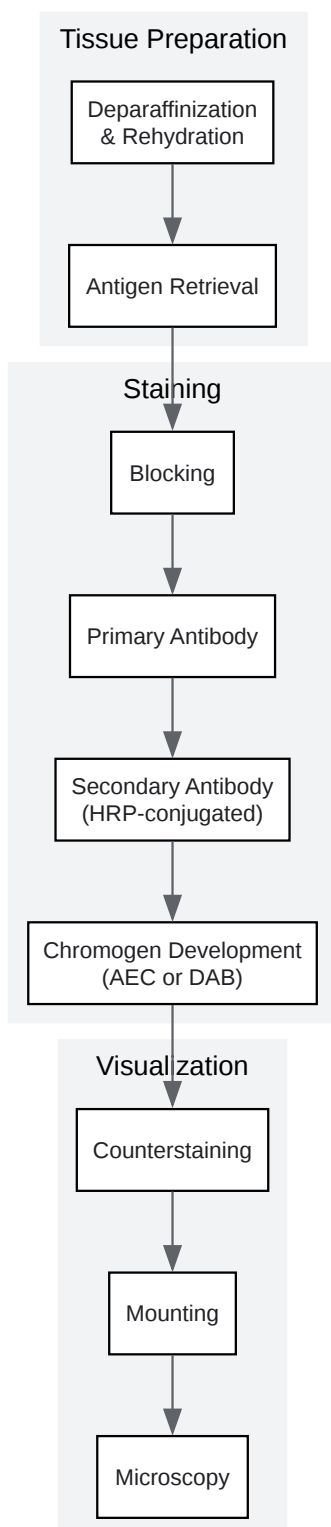 Tissue Preparation
Deparaffinization
& Rehydration
Antigen Retrieval
Staining
Blocking
Primary Antibody
Secondary Antibody
(HRP-conjugated)
Chromogen Development
(AEC or DAB)
Visualization
Counterstaining
Mounting
Microscopy